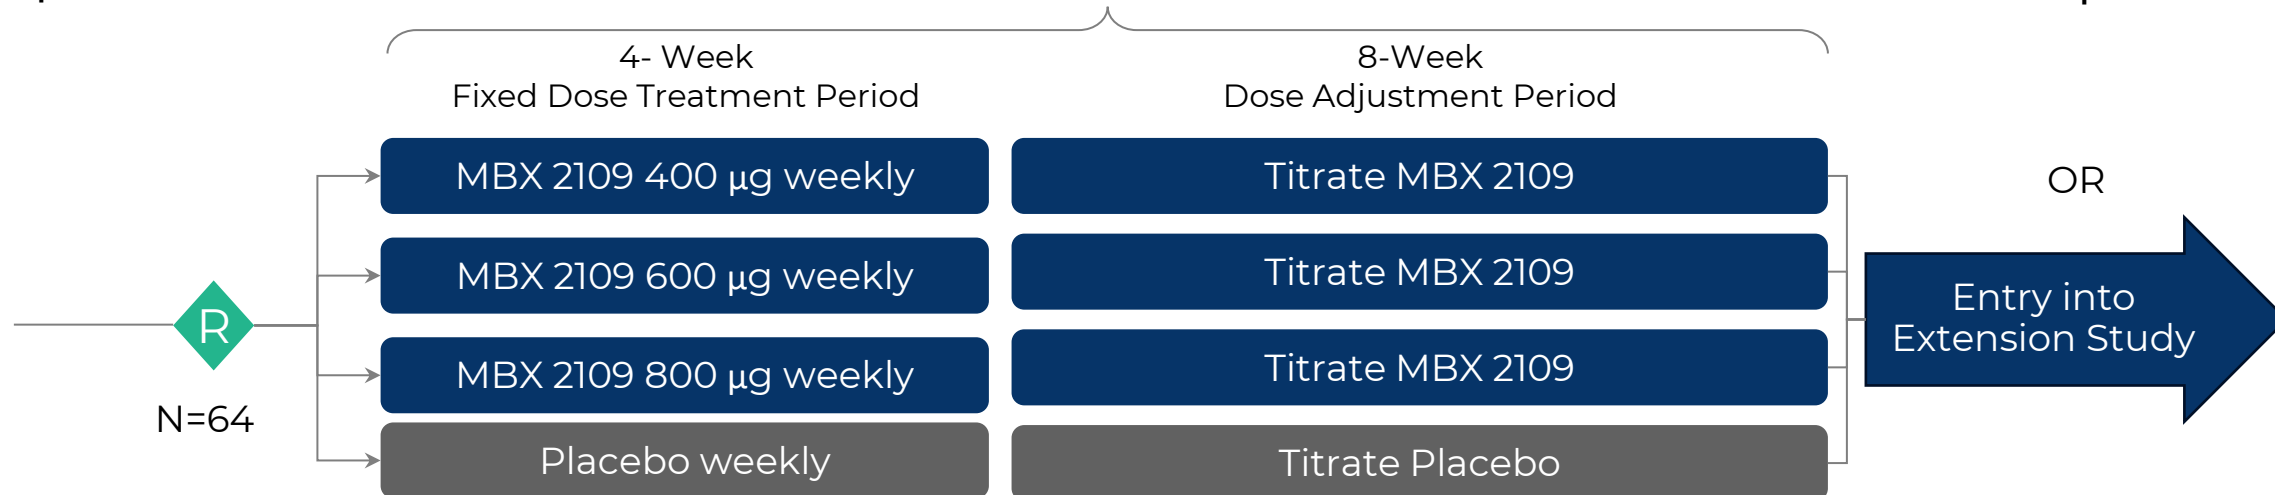 4- Week
Fixed Dose Treatment Period
8-Week
Dose Adjustment Period
MBX 2109 400 μg weekly
Titrate MBX 2109
OR
MBX 2109 600 μg weekly
Titrate MBX 2109
Entry into
Extension Study
R
MBX 2109 800 μg weekly
Titrate MBX 2109
N=64
Placebo weekly
Titrate Placebo